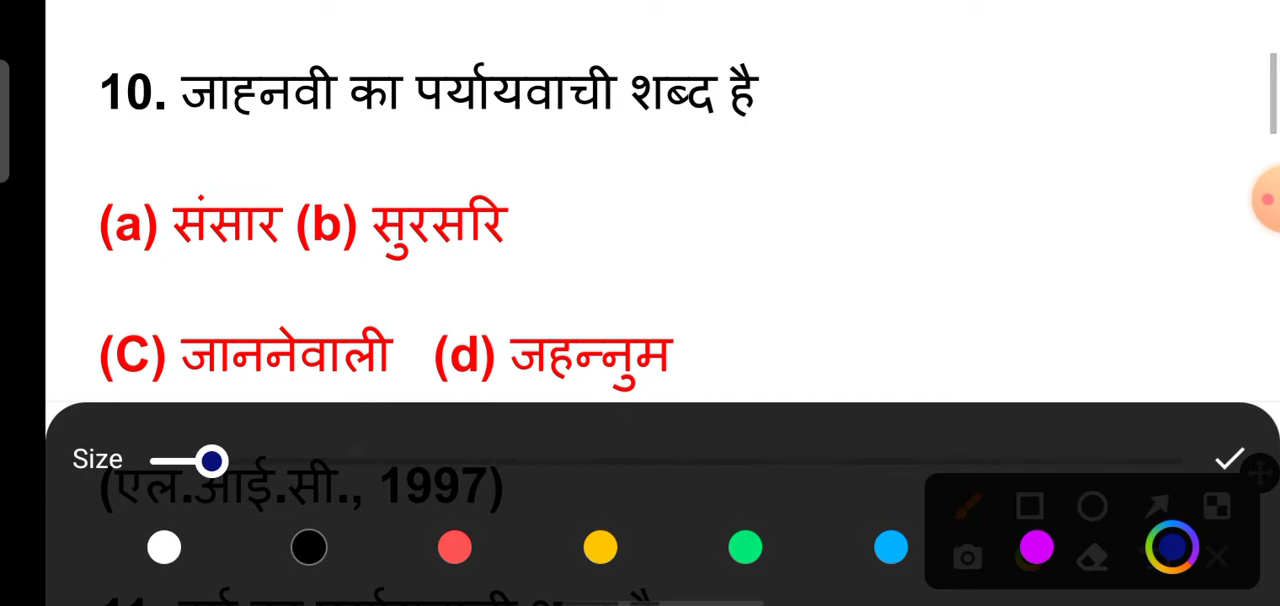 10. जाह्नवी का पर्यायवाची शब्द है
(a) संसार (b) सुरसरि
(C) जाननेवाली (d) जहन्नुम
Size
(एल.आई.सी., 1997)